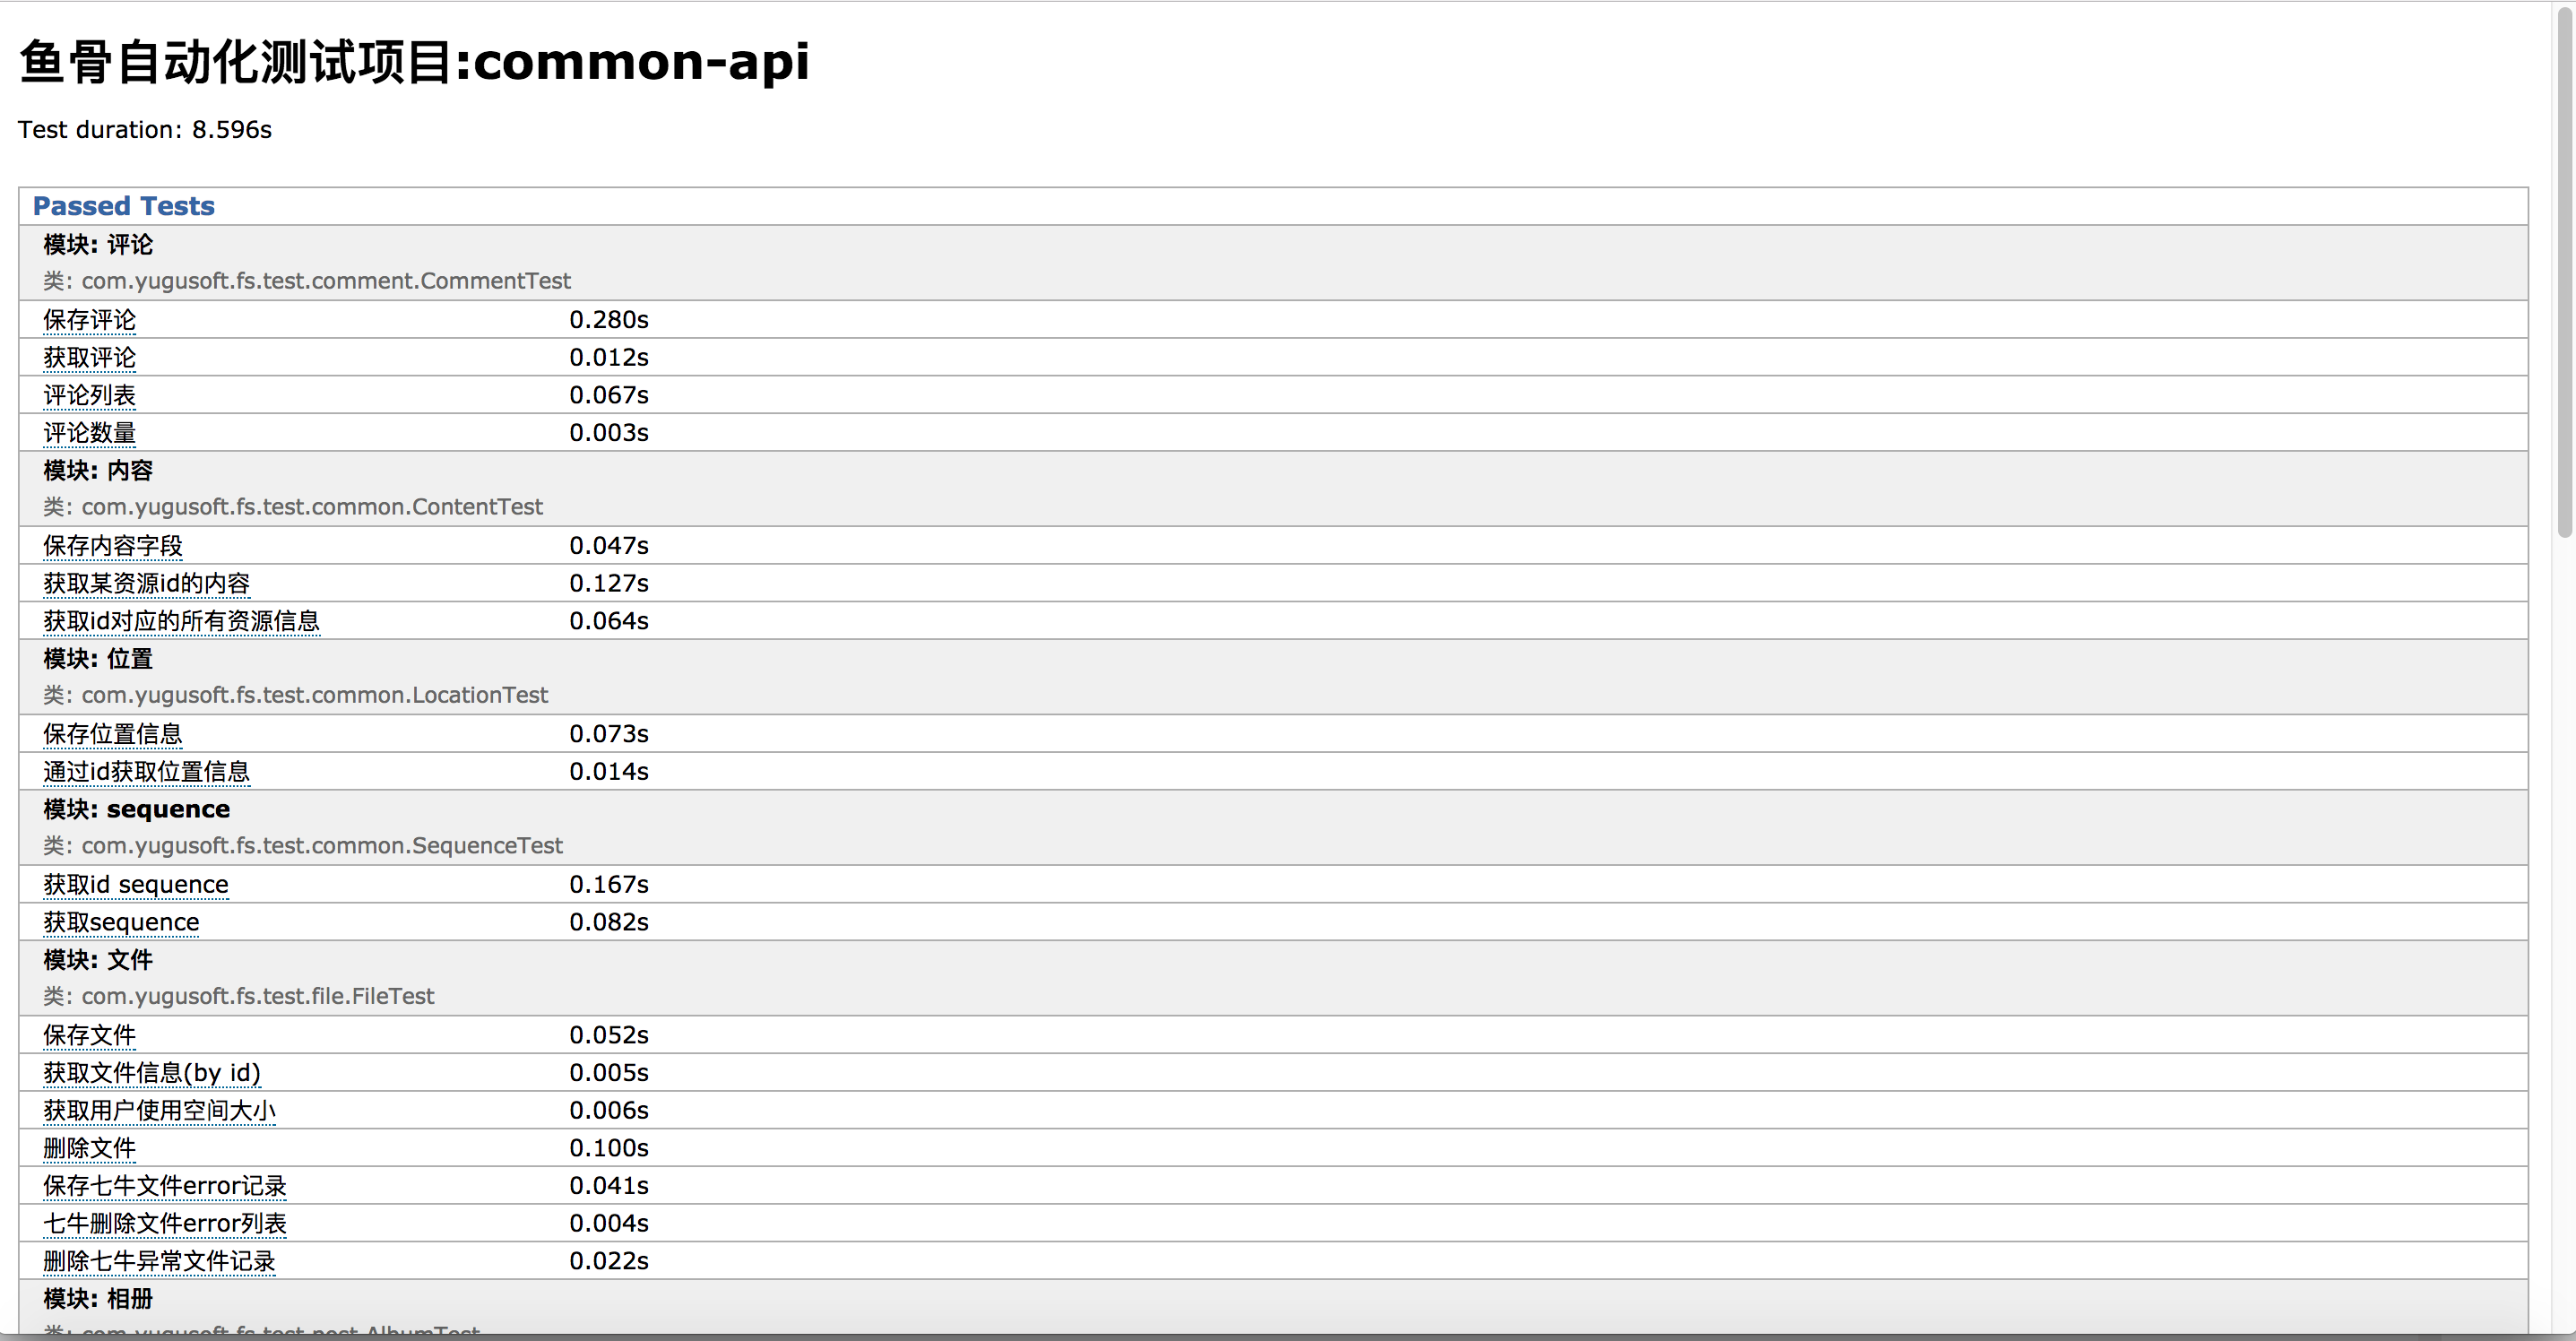 鱼骨自动化测试项目:common-api
Test duration: 8.596s
Passed Tests
模块: 评论
类: com.yugusoft.fs.test.comment.CommentTest
保存评论 0.280s
获取评论 0.012s
评论列表 0.067s
评论数量 0.003s
模块: 内容
类: com.yugusoft.fs.test.common.ContentTest
保存内容字段 0.047s
获取某资源id的内容 0.127s
获取id对应的所有资源信息 0.064s
模块: 位置
类: com.yugusoft.fs.test.common.LocationTest
保存位置信息 0.073s
通过id获取位置信息 0.014s
模块: sequence
类: com.yugusoft.fs.test.common.SequenceTest
获取id sequence 0.167s
获取sequence 0.082s
模块: 文件
类: com.yugusoft.fs.test.file.FileTest
保存文件 0.052s
获取文件信息(by id) 0.005s
获取用户使用空间大小 0.006s
删除文件 0.100s
保存七牛文件error记录 0.041s
七牛删除文件error列表 0.004s
删除七牛异常文件记录 0.022s
模块: 相册
类: com.yugusoft.fs.test.post.AlbumTest